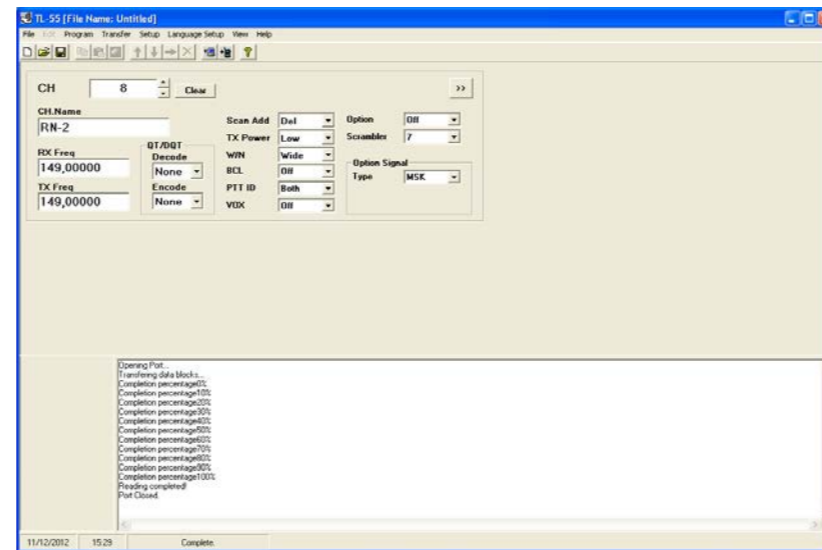 TL-55 [File Name: Untitled]
File Edit Program Transfer Setup Language Setup View Help
CH 8 Clear >>
CH.Name
RN-2
RX Freq
149,00000
TX Freq
149,00000
QT/DQT
Decode
None
Encode
None
Scan Add Del
TX Power Low
W/N Wide
BCL Off
PTT ID Both
VOX Off
Option Off
Scrambler 7
Option Signal
Type MSK
Opening Port...
Transfering data blocks...
Completion percentage0%
Completion percentage10%
Completion percentage20%
Completion percentage30%
Completion percentage40%
Completion percentage50%
Completion percentage60%
Completion percentage70%
Completion percentage80%
Completion percentage90%
Completion percentage100%
Reading completed!
Port Closed.
11/12/2012 15:29 Complete.